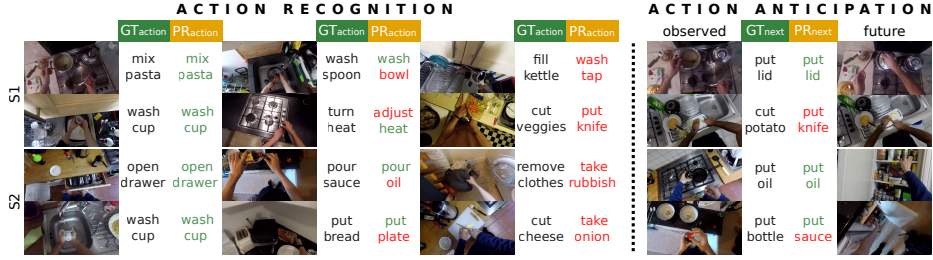 ACTION RECOGNITION
ACTION ANTICIPATION
GTaction PRaction
GTaction PRaction
GTaction PRaction
observed
GTnext PRnext
future
S1
mix mix
pasta pasta
wash wash
spoon bowl
fill wash
kettle tap
put put
lid lid
wash wash
cup cup
turn adjust
heat heat
cut put
veggies knife
cut put
potato knife
S2
open open
drawer drawer
pour pour
sauce oil
remove take
clothes rubbish
put put
oil oil
wash wash
cup cup
put put
bread plate
cut take
cheese onion
put put
bottle sauce